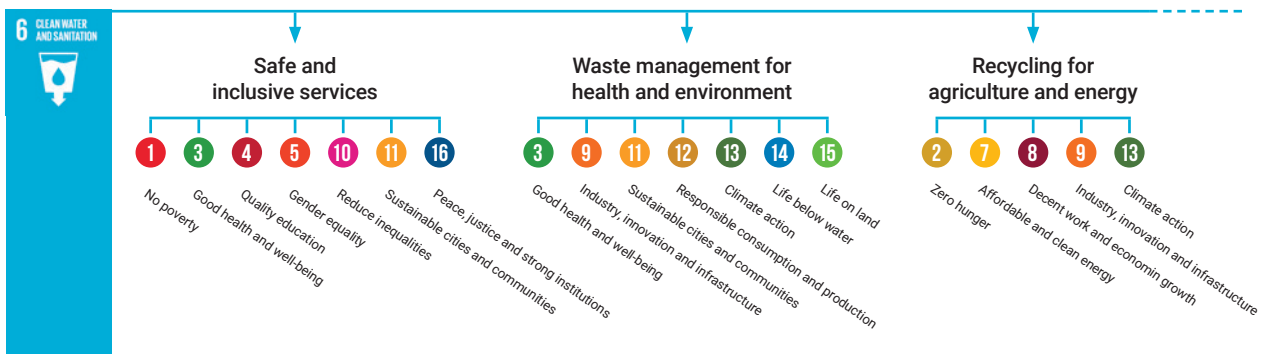 6 CLEAN WATER
AND SANITATION
Safe and
inclusive services
1
3
4
5
10
11
16
No poverty
Good health and well-being
Quality education
Gender equality
Reduce inequalities
Sustainable cities and communities
Peace, justice and strong institutions
Waste management for
health and environment
3
9
11
12
13
14
15
Good health and well-being
Industry, innovation and infrastructure
Sustainable cities and communities
Responsible consumption and production
Climate action
Life below water
Life on land
Recycling for
agriculture and energy
2
7
8
9
13
Zero hunger
Affordable and clean energy
Decent work and economin growth
Industry, innovation and infrastructure
Climate action